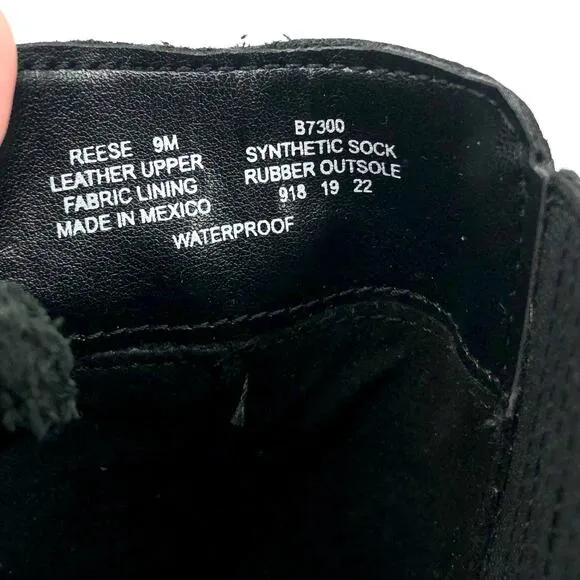 REESE 9M
LEATHER UPPER
FABRIC LINING
MADE IN MEXICO
B7300
SYNTHETIC SOCK
RUBBER OUTSOLE
918 19 22
WATERPROOF